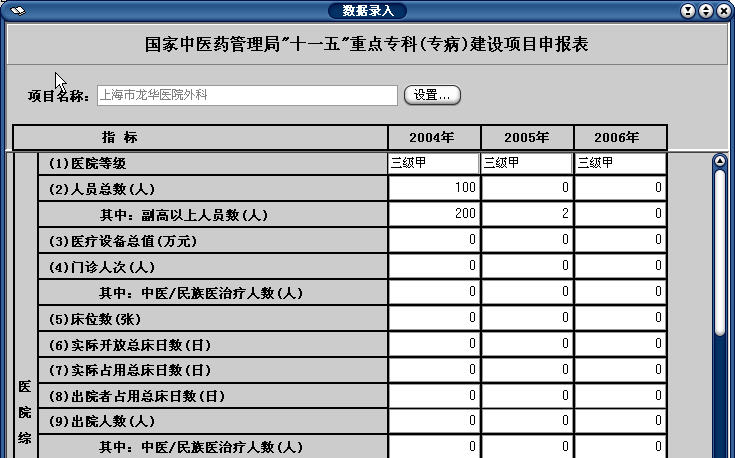 数据录入
国家中医药管理局"十一五"重点专科(专病)建设项目申报表
项目名称: 上海市龙华医院外科 设置...
指 标 2004年 2005年 2006年
(1)医院等级 三级甲 三级甲 三级甲
(2)人员总数(人) 100 0 0
其中: 副高以上人员数(人) 200 2 0
(3)医疗设备总值(万元) 0 0 0
(4)门诊人次(人) 0 0 0
其中: 中医/民族医治疗人数(人) 0 0 0
(5)床位数(张) 0 0 0
(6)实际开放总床日数(日) 0 0 0
(7)实际占用总床日数(日) 0 0 0
(8)出院者占用总床日数(日) 0 0 0
(9)出院人数(人) 0 0 0
其中: 中医/民族医治疗人数(人) 0 0 0
医
院
综